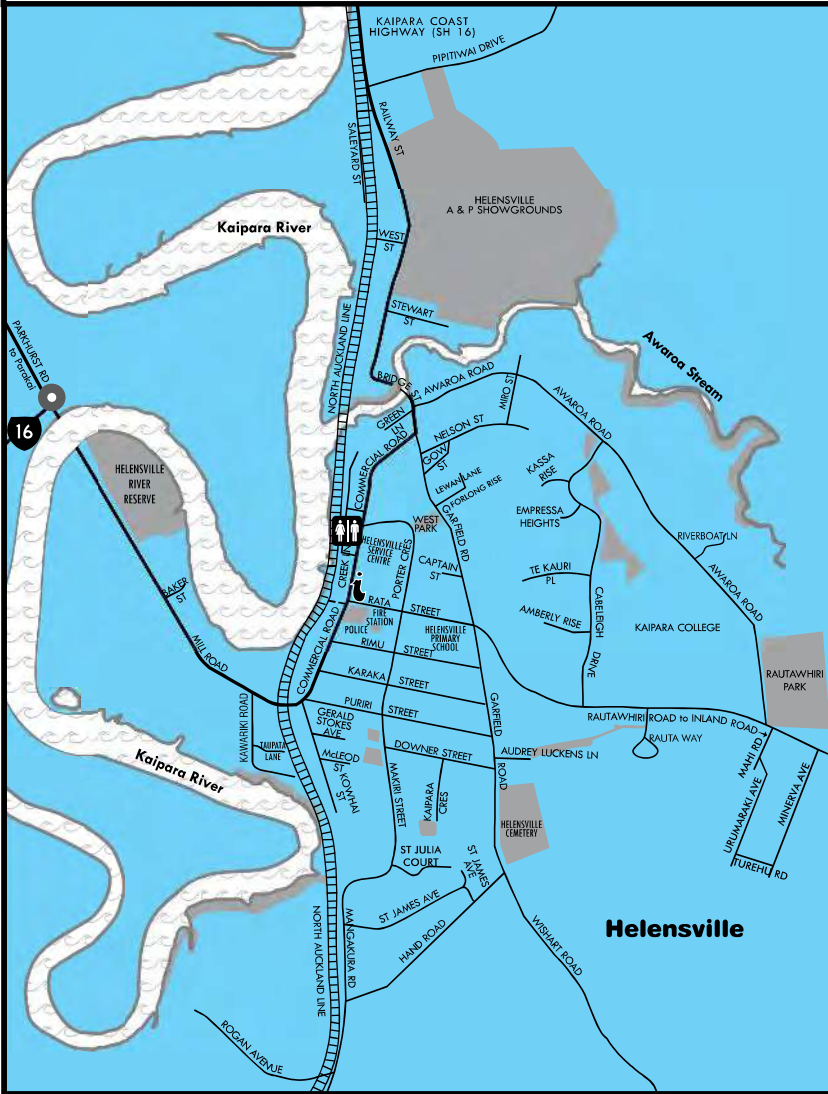 KAIPARA COAST
HIGHWAY (SH 16)
PIPITIWAI DRIVE
RAILWAY ST
SALEYARD ST
HELENSVILLE
A & P SHOWGROUNDS
Kaipara River
WEST
ST
STEWART
ST
NORTH AUCKLAND LINE
PARKHURST RD
to Parakai
16
Awaroa Stream
BRIDGE ST
AWAROA ROAD
MIRO ST
AWAROA ROAD
GREEN
LN
NELSON ST
GOW
ST
COMMERCIAL ROAD
HELENSVILLE
RIVER
RESERVE
KASSA
RISE
LEWAN LANE
FORLONG RISE
EMPRESSA
HEIGHTS
WEST
PARK
GARFIELD RD
HELENSVILLE
SERVICE
CENTRE
PORTER CRES
CREEK LN
CAPTAIN
ST
RIVERBOAT LN
AWAROA ROAD
TE KAURI
PL
CABELEIGH
DRIVE
AMBERLY RISE
BAKER
ST
i
RATA
STREET
FIRE
STATION
POLICE
HELENSVILLE
PRIMARY
SCHOOL
KAIPARA COLLEGE
RIMU
STREET
MILL ROAD
COMMERCIAL ROAD
KARAKA
STREET
RAUTAWHIRI
PARK
PURIRI
STREET
GARFIELD
ROAD
RAUTAWHIRI ROAD to INLAND ROAD
KAWARIKI ROAD
GERALD
STOKES
AVE
RAUTA WAY
TAUPATA
LANE
McLEOD
ST
DOWNER STREET
AUDREY LUCKENS LN
MAHI RD
Kaipara River
KOWHAI
ST
MAKIRI STREET
KAIPARA
CRES
URUMARAKI AVE
MINERVA AVE
HELENSVILLE
CEMETERY
ST JULIA
COURT
ST JAMES
AVE
TUREHU RD
ST JAMES AVE
HAND ROAD
WISHART ROAD
Helensville
MANGAKURA RD
NORTH AUCKLAND LINE
ROGAN AVENUE